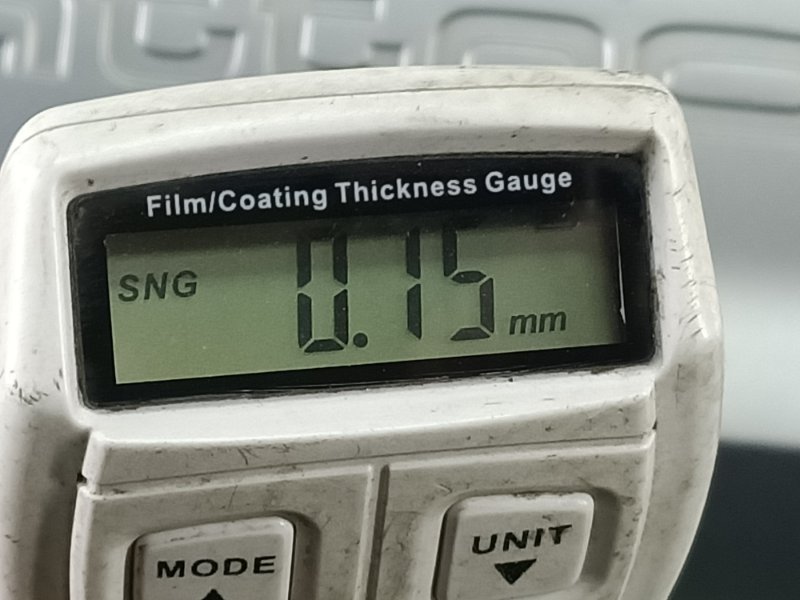 Film/Coating Thickness Gauge
SNG 0.15 mm
MODE UNIT